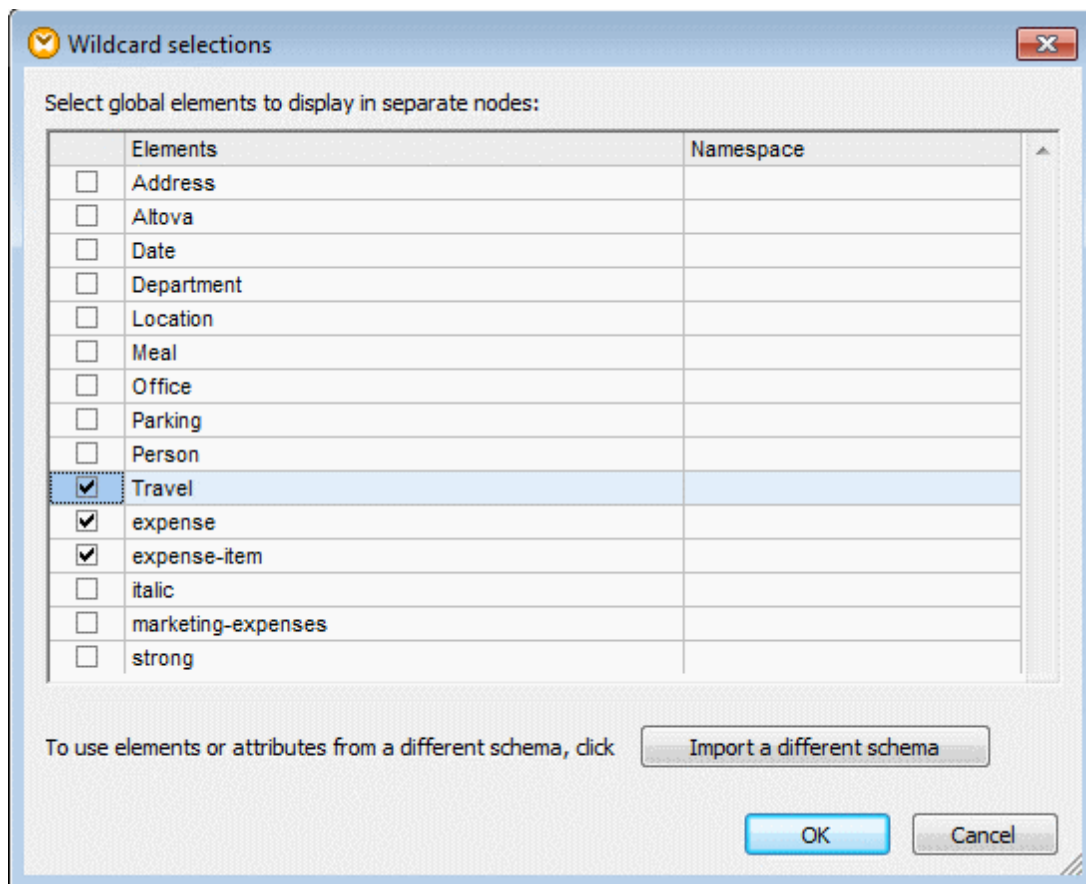 Wildcard selections
Select global elements to display in separate nodes:
Elements Namespace
Address
Altova
Date
Department
Location
Meal
Office
Parking
Person
Travel
expense
expense-item
italic
marketing-expenses
strong
To use elements or attributes from a different schema, click Import a different schema
OK Cancel